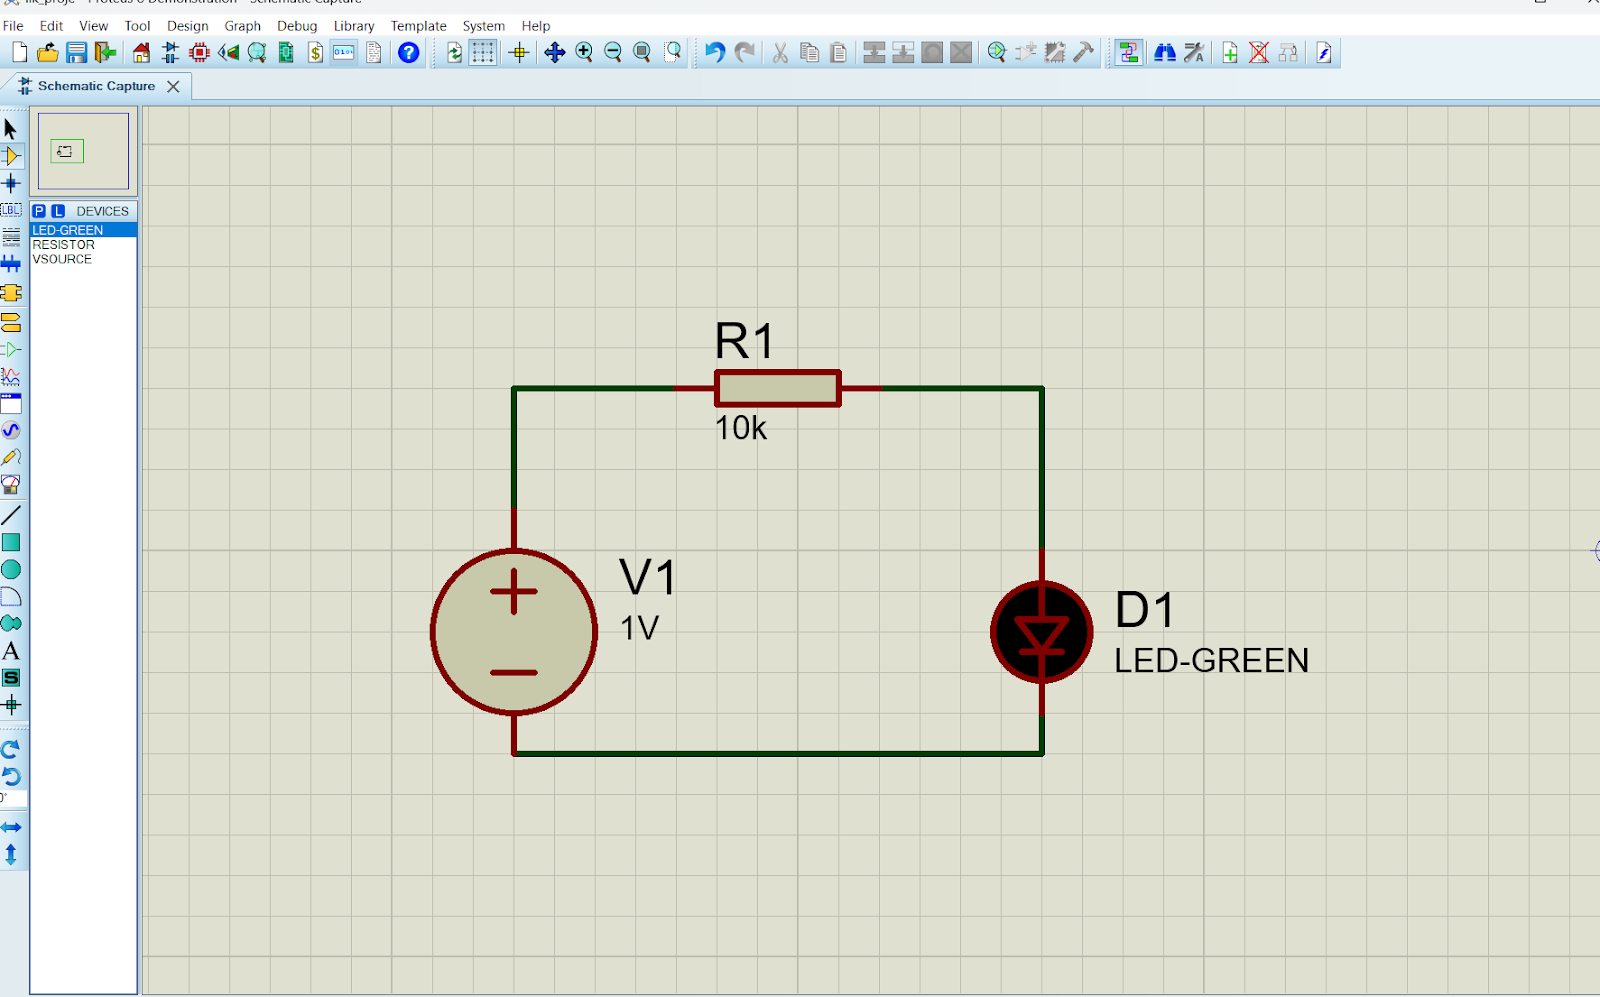 File Edit View Tool Design Graph Debug Library Template System Help
Schematic Capture
P L DEVICES
LED-GREEN
RESISTOR
VSOURCE
LBL
A
S
R1
10k
V1
1V
D1
LED-GREEN